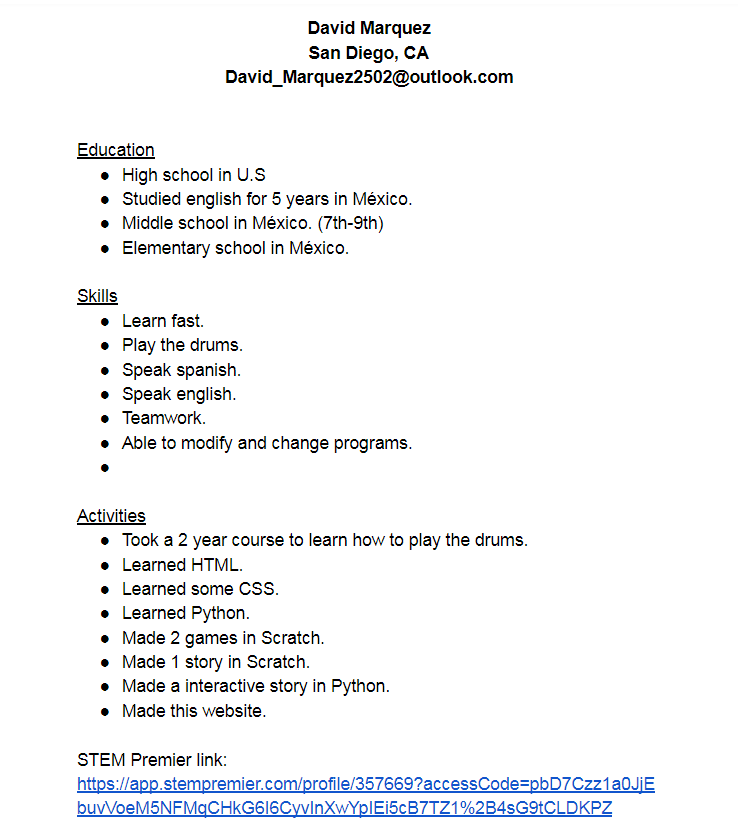 David Marquez
San Diego, CA
David_Marquez2502@outlook.com
Education
● High school in U.S
● Studied english for 5 years in México.
● Middle school in México. (7th-9th)
● Elementary school in México.
Skills
● Learn fast.
● Play the drums.
● Speak spanish.
● Speak english.
● Teamwork.
● Able to modify and change programs.
●
Activities
● Took a 2 year course to learn how to play the drums.
● Learned HTML.
● Learned some CSS.
● Learned Python.
● Made 2 games in Scratch.
● Made 1 story in Scratch.
● Made a interactive story in Python.
● Made this website.
STEM Premier link:
https://app.stempremier.com/profile/357669?accessCode=pbD7Czz1a0JjE
buvVoeM5NFMqCHkG6I6CyvInXwYpIEi5cB7TZ1%2B4sG9tCLDKPZ